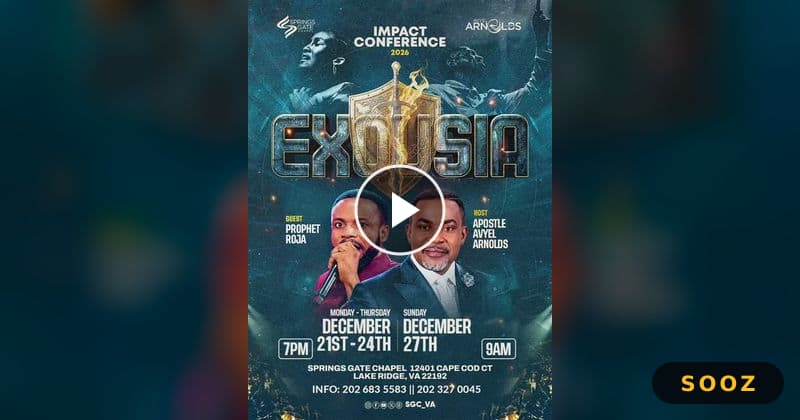 SPRINGS
GATE
ARNOLDS
IMPACT
CONFERENCE
2026
EXOUSIA
GUEST
PROPHET
ROJA
HOST
APOSTLE
AVYEL
ARNOLDS
MONDAY - THURSDAY
DECEMBER
21ST - 24TH
7PM
SUNDAY
DECEMBER
27TH
9AM
SPRINGS GATE CHAPEL 12401 CAPE COD CT
LAKE RIDGE, VA 22192
INFO: 202 683 5583 || 202 327 0045
SGC_VA
SOOZ